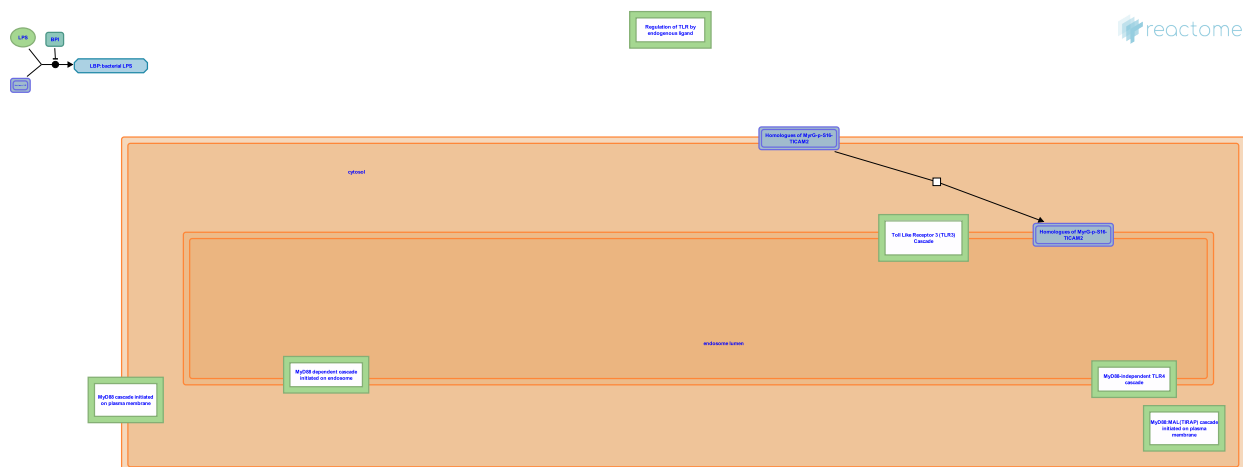 Regulation of TLR by
endogenous ligand
reactome
LPS
BPI
LBP:bacterial LPS
Homologues of MyrG-p-S16-
TICAM2
cytosol
Toll Like Receptor 3 (TLR3)
Cascade
Homologues of MyrG-p-S16-
TICAM2
endosome lumen
MyD88 dependent cascade
initiated on endosome
MyD88-independent TLR4
cascade
MyD88 cascade initiated
on plasma membrane
MyD88:MAL(TIRAP) cascade
initiated on plasma
membrane